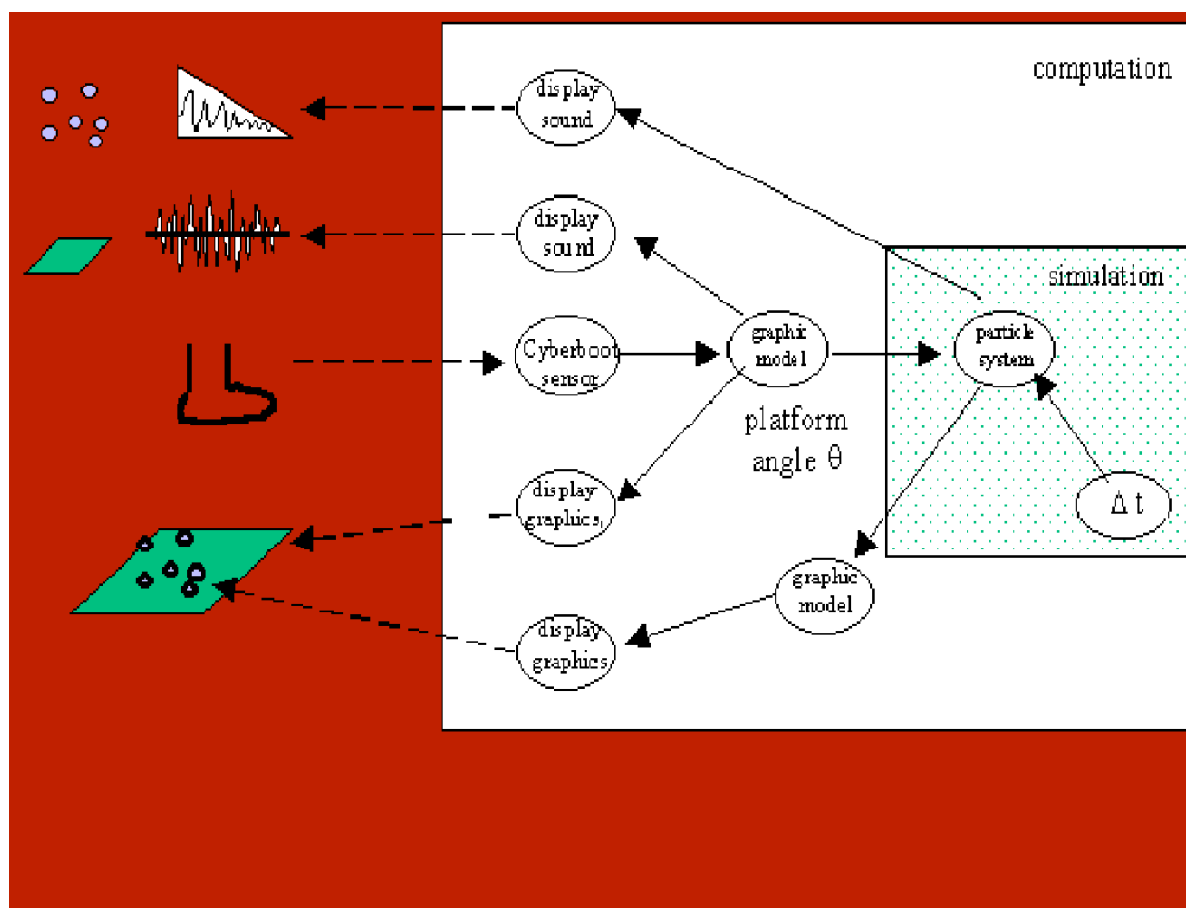 computation
display
sound
display
sound
simulation
Cyberboot
sensor
graphic
model
particle
system
platform
angle θ
display
graphics
Δ t
graphic
model
display
graphics